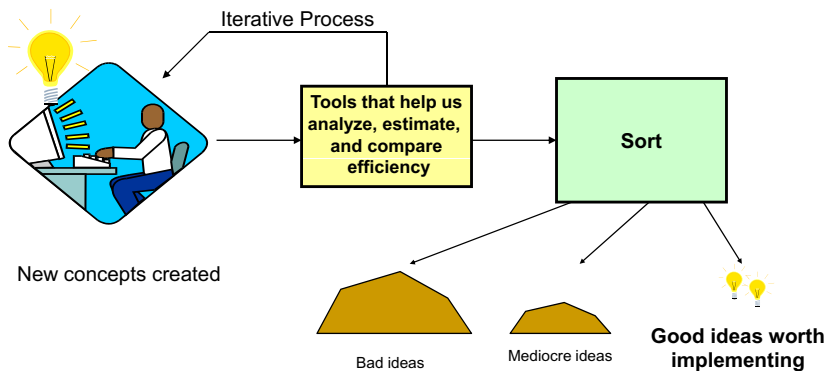 Iterative Process
Tools that help us
analyze, estimate,
and compare
efficiency
Sort
New concepts created
Bad ideas
Mediocre ideas
Good ideas worth
implementing